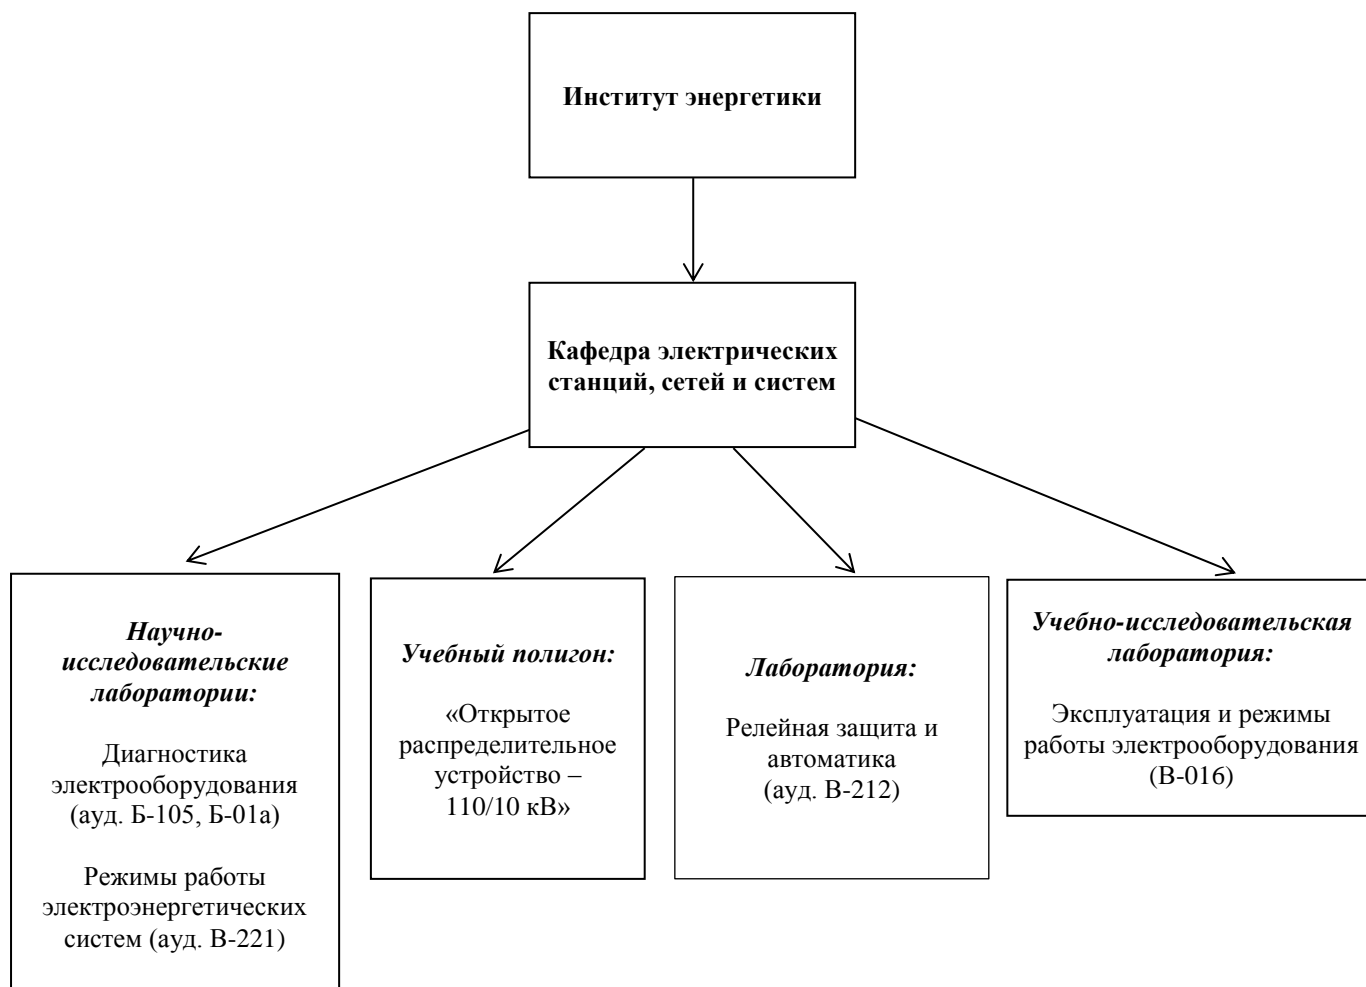 Институт энергетики
Кафедра электрических
станций, сетей и систем
Научно-
исследовательские
лаборатории:
Диагностика
электрооборудования
(ауд. Б-105, Б-01а)
Режимы работы
электроэнергетических
систем (ауд. В-221)
Учебный полигон:
«Открытое
распределительное
устройство –
110/10 кВ»
Лаборатория:
Релейная защита и
автоматика
(ауд. В-212)
Учебно-исследовательская
лаборатория:
Эксплуатация и режимы
работы электрооборудования
(В-016)